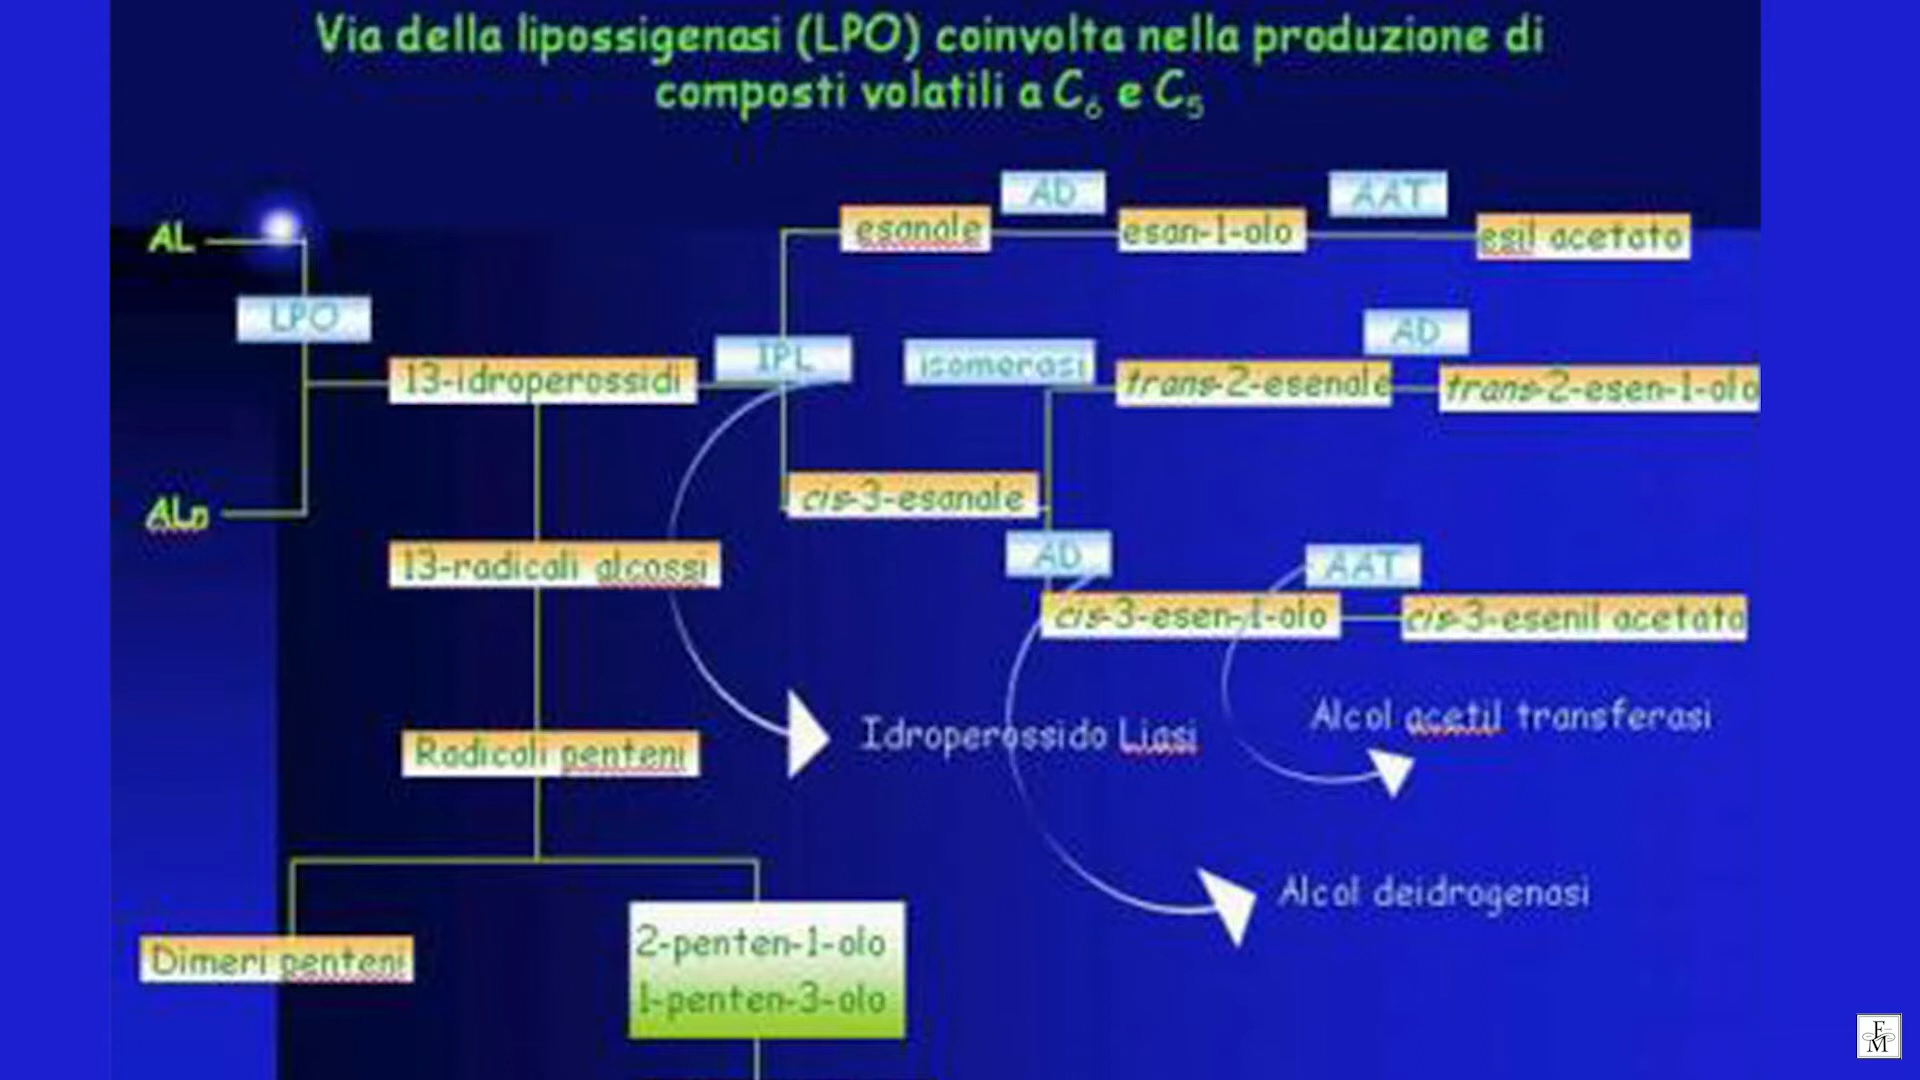 Via della lipossigenasi (LPO) coinvolta nella produzione di
composti volatili a C6 e C5
AL
LPO
ALn
13-idroperossidi
IPL
esanale
AD
esan-1-olo
AAT
esil acetato
isomerasi
trans-2-esenale
AD
trans-2-esen-1-olo
cis-3-esanale
AD
cis-3-esen-1-olo
AAT
cis-3-esenil acetato
13-radicali alcossi
Radicali penteni
Idroperossido Liasi
Alcol acetil transferasi
Alcol deidrogenasi
Dimeri penteni
2-penten-1-olo
1-penten-3-olo
FM